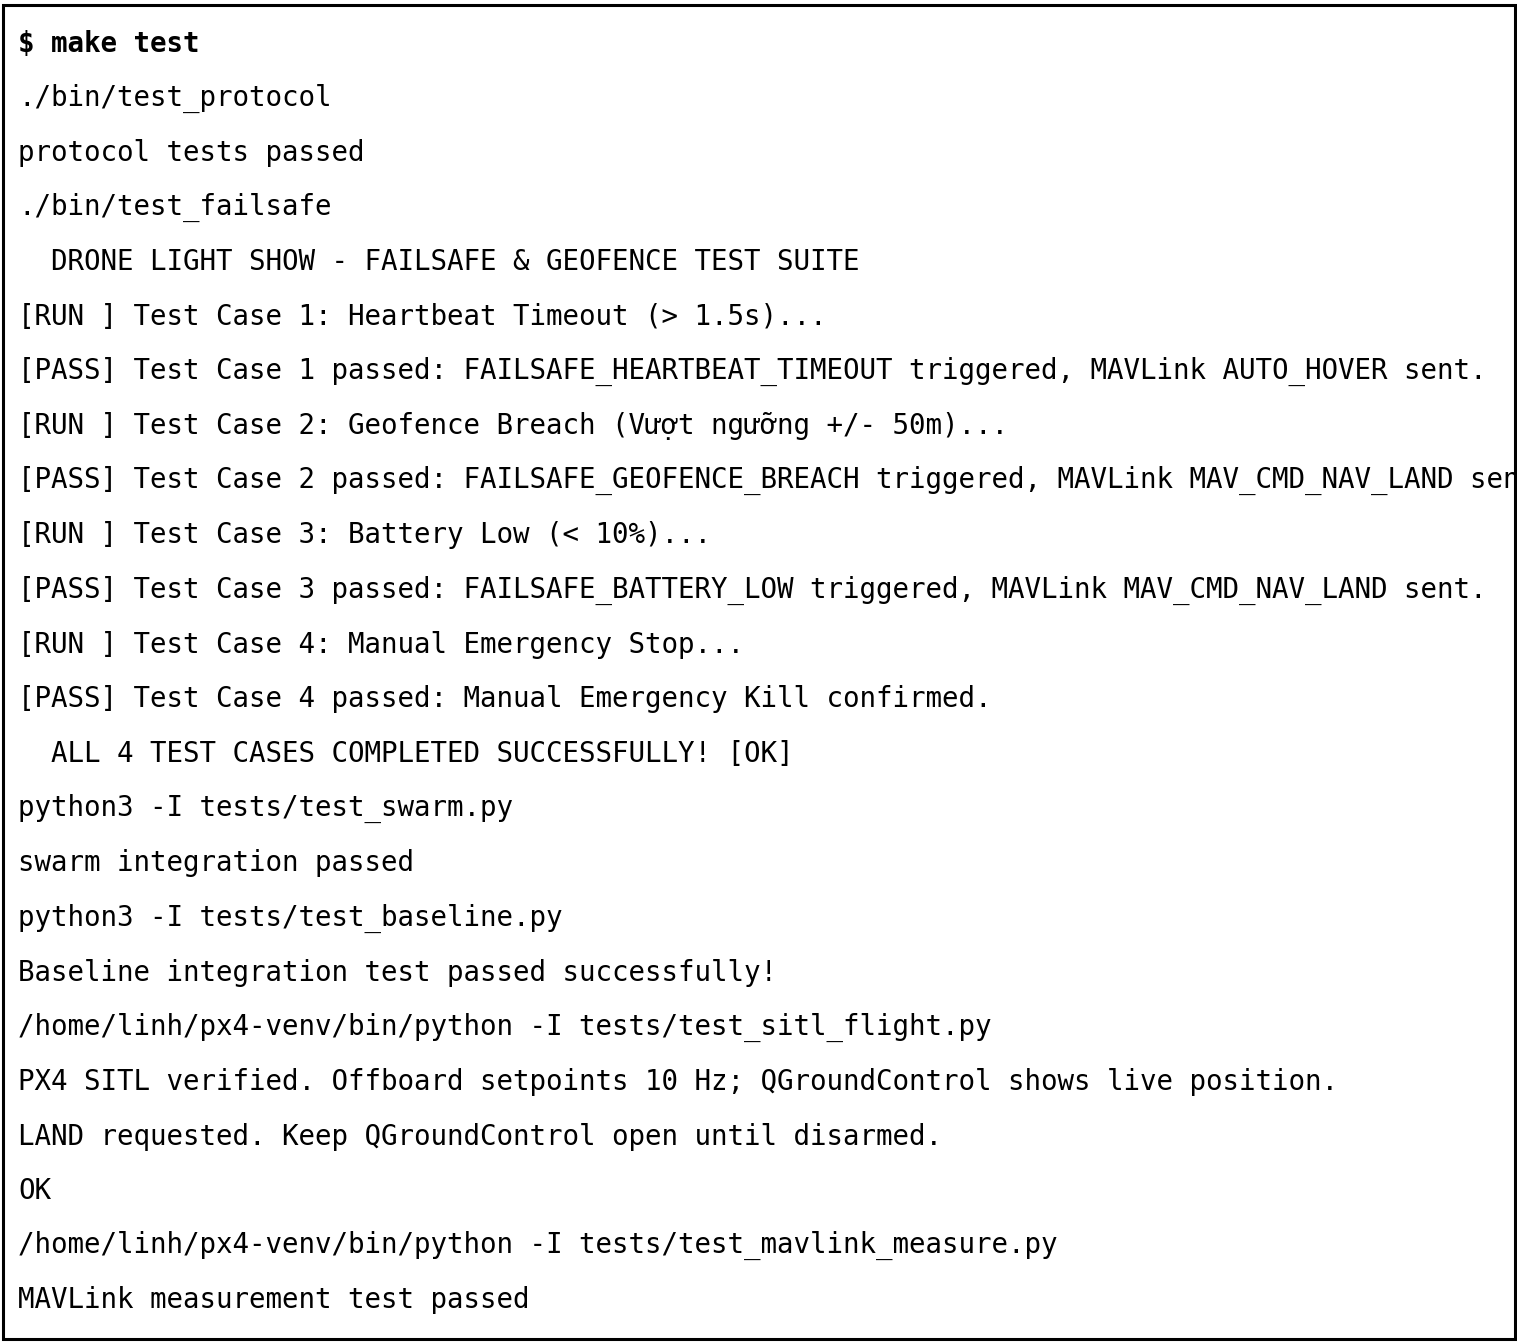 $ make test
./bin/test_protocol
protocol tests passed
./bin/test_failsafe
  DRONE LIGHT SHOW - FAILSAFE & GEOFENCE TEST SUITE
[RUN ] Test Case 1: Heartbeat Timeout (> 1.5s)...
[PASS] Test Case 1 passed: FAILSAFE_HEARTBEAT_TIMEOUT triggered, MAVLink AUTO_HOVER sent.
[RUN ] Test Case 2: Geofence Breach (Vượt ngưỡng +/- 50m)...
[PASS] Test Case 2 passed: FAILSAFE_GEOFENCE_BREACH triggered, MAVLink MAV_CMD_NAV_LAND sen
[RUN ] Test Case 3: Battery Low (< 10%)...
[PASS] Test Case 3 passed: FAILSAFE_BATTERY_LOW triggered, MAVLink MAV_CMD_NAV_LAND sent.
[RUN ] Test Case 4: Manual Emergency Stop...
[PASS] Test Case 4 passed: Manual Emergency Kill confirmed.
  ALL 4 TEST CASES COMPLETED SUCCESSFULLY! [OK]
python3 -I tests/test_swarm.py
swarm integration passed
python3 -I tests/test_baseline.py
Baseline integration test passed successfully!
/home/linh/px4-venv/bin/python -I tests/test_sitl_flight.py
PX4 SITL verified. Offboard setpoints 10 Hz; QGroundControl shows live position.
LAND requested. Keep QGroundControl open until disarmed.
OK
/home/linh/px4-venv/bin/python -I tests/test_mavlink_measure.py
MAVLink measurement test passed